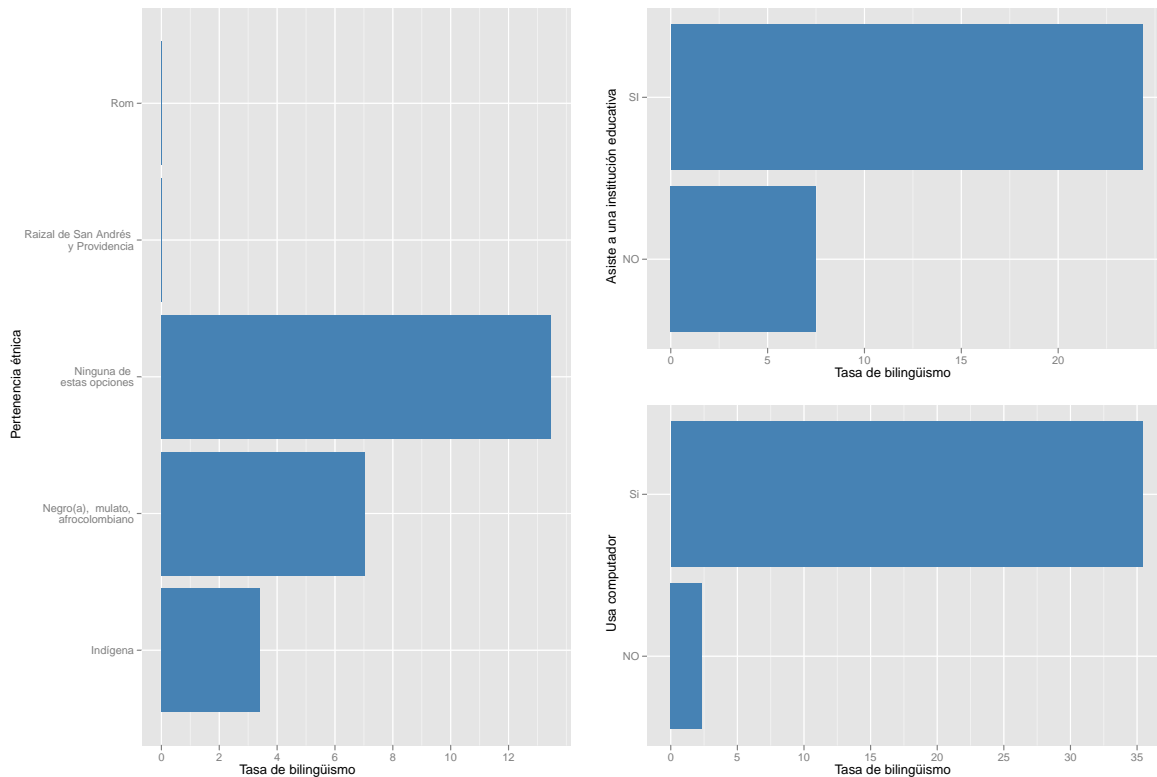 Pertenencia étnica
Rom
Raizal de San Andrés
y Providencia
Ninguna de
estas opciones
Negro(a), mulato,
afrocolombiano
Indígena
0 2 4 6 8 10 12
Tasa de bilingüismo
Asiste a una institución educativa
SI
NO
0 5 10 15 20
Tasa de bilingüismo
Usa computador
Si
NO
0 5 10 15 20 25 30 35
Tasa de bilingüismo